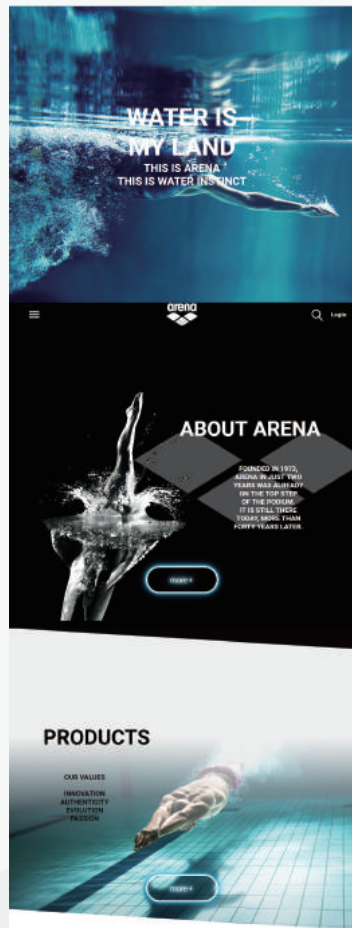 WATER IS
MY LAND
THIS IS ARENA
THIS IS WATER INSTINCT
arena
Login
ABOUT ARENA
FOUNDED IN 1973,
ARENA IN JUST TWO
YEARS WAS ALREADY
ON THE TOP STEP
OF THE PODIUM.
IT IS STILL THERE
TODAY, MORE THAN
FORTY YEARS LATER.
more +
PRODUCTS
OUR VALUES
INNOVATION
AUTHENTICITY
EVOLUTION
PASSION
more +